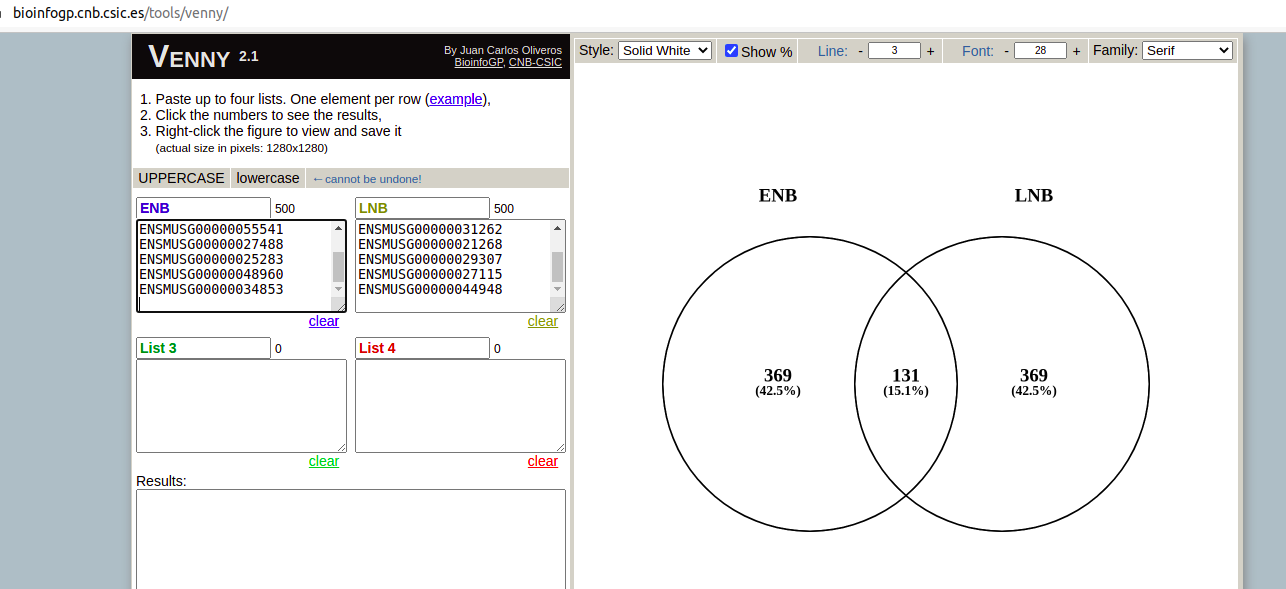 bioinfogp.cnb.csic.es/tools/venny/
VENNY 2.1
By Juan Carlos Oliveros
BioinfoGP, CNB-CSIC
Style: Solid White
Show %
Line: - 3 +
Font: - 28 +
Family: Serif
1. Paste up to four lists. One element per row (example),
2. Click the numbers to see the results,
3. Right-click the figure to view and save it
(actual size in pixels: 1280x1280)
UPPERCASE lowercase ←cannot be undone!
ENB 500
ENSMUSG00000055541
ENSMUSG00000027488
ENSMUSG00000025283
ENSMUSG00000048960
ENSMUSG00000034853
clear
LNB 500
ENSMUSG00000031262
ENSMUSG00000021268
ENSMUSG00000029307
ENSMUSG00000027115
ENSMUSG00000044948
clear
List 3 0
clear
List 4 0
clear
Results:
ENB
LNB
369
(42.5%)
131
(15.1%)
369
(42.5%)